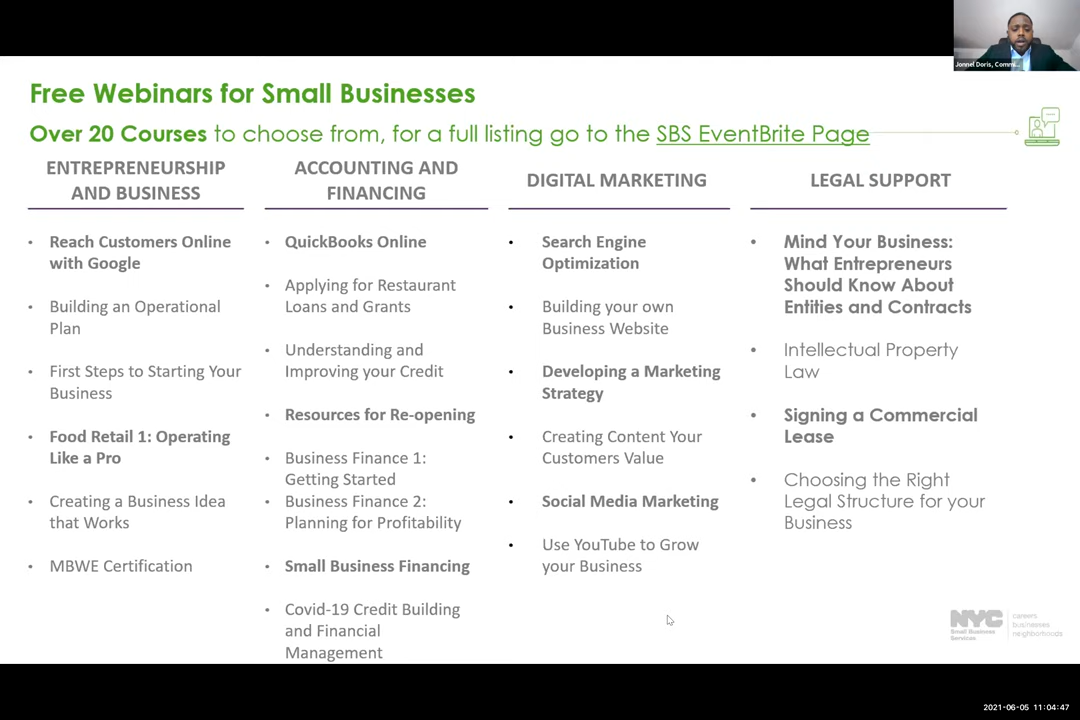 Jonnel Doris, Commi...
Free Webinars for Small Businesses
Over 20 Courses to choose from, for a full listing go to the SBS EventBrite Page
ENTREPRENEURSHIP
AND BUSINESS
• Reach Customers Online
with Google
• Building an Operational
Plan
• First Steps to Starting Your
Business
• Food Retail 1: Operating
Like a Pro
• Creating a Business Idea
that Works
• MBWE Certification
ACCOUNTING AND
FINANCING
• QuickBooks Online
• Applying for Restaurant
Loans and Grants
• Understanding and
Improving your Credit
• Resources for Re-opening
• Business Finance 1:
Getting Started
• Business Finance 2:
Planning for Profitability
• Small Business Financing
• Covid-19 Credit Building
and Financial
Management
DIGITAL MARKETING
• Search Engine
Optimization
• Building your own
Business Website
• Developing a Marketing
Strategy
• Creating Content Your
Customers Value
• Social Media Marketing
• Use YouTube to Grow
your Business
LEGAL SUPPORT
• Mind Your Business:
What Entrepreneurs
Should Know About
Entities and Contracts
• Intellectual Property
Law
• Signing a Commercial
Lease
• Choosing the Right
Legal Structure for your
Business
NYC
Small Business
Services
careers
businesses
neighborhoods
2021-06-05 11:04:47